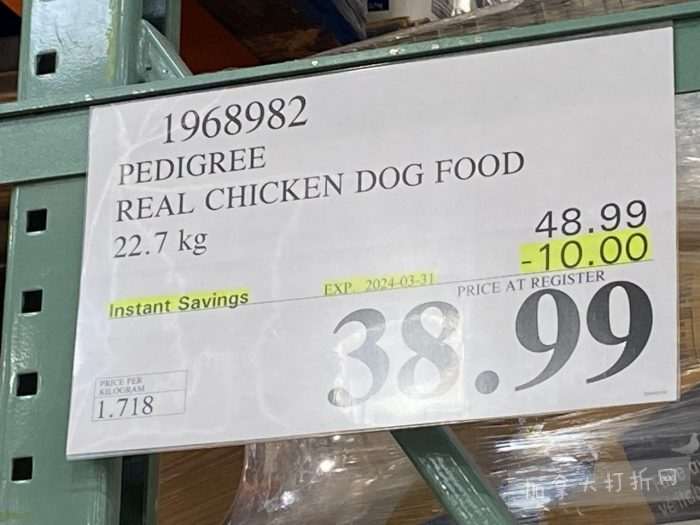 1968982
PEDIGREE
REAL CHICKEN DOG FOOD
22.7 kg
48.99
-10.00
Instant Savings
EXP. 2024-03-31
PRICE AT REGISTER
38.99
PRICE PER
KILOGRAM
1.718
加拿大打折网